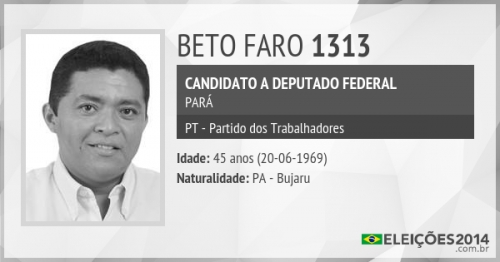 BETO FARO 1313
CANDIDATO A DEPUTADO FEDERAL
PARÁ
PT - Partido dos Trabalhadores
Idade: 45 anos (20-06-1969)
Naturalidade: PA - Bujaru
ELEIÇÕES2014
.com.br